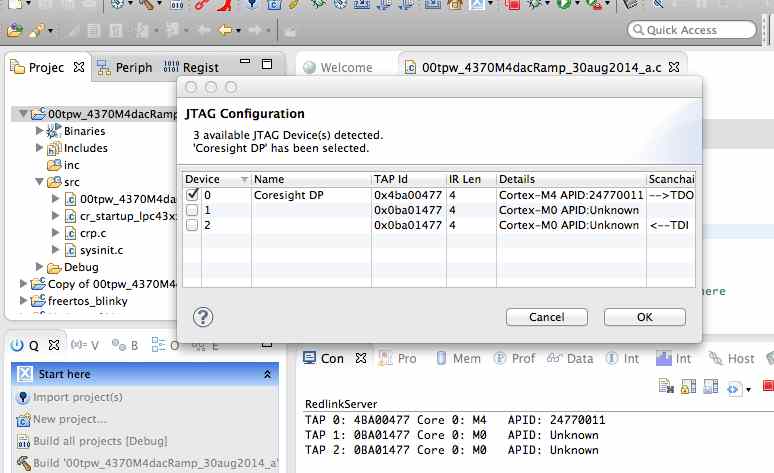 Quick Access
Projec
Periph
Regist
Welcome
00tpw_4370M4dacRamp_30aug2014_a.c
00tpw_4370M4dacRamp
Binaries
Includes
inc
src
00tpw_4370M4da
cr_startup_lpc43x
crp.c
sysinit.c
Debug
Copy of 00tpw_4370M4
freertos_blinky
JTAG Configuration
3 available JTAG Device(s) detected.
'Coresight DP' has been selected.
Device Name TAP Id IR Len Details Scanchai
0 Coresight DP 0x4ba00477 4 Cortex-M4 APID:24770011 -->TDO
1 0x0ba01477 4 Cortex-M0 APID:Unknown
2 0x0ba01477 4 Cortex-M0 APID:Unknown <--TDI
Cancel
OK
here
Q
(x)= V
B
O
E
Start here
Import project(s)
New project...
Build all projects [Debug]
Build '00tpw_4370M4dacRamp_30aug2014_a'
Con
Pro
Mem
Prof
Data
Int
Int
Host
RedlinkServer
TAP 0: 4BA00477 Core 0: M4 APID: 24770011
TAP 1: 0BA01477 Core 0: M0 APID: Unknown
TAP 2: 0BA01477 Core 0: M0 APID: Unknown